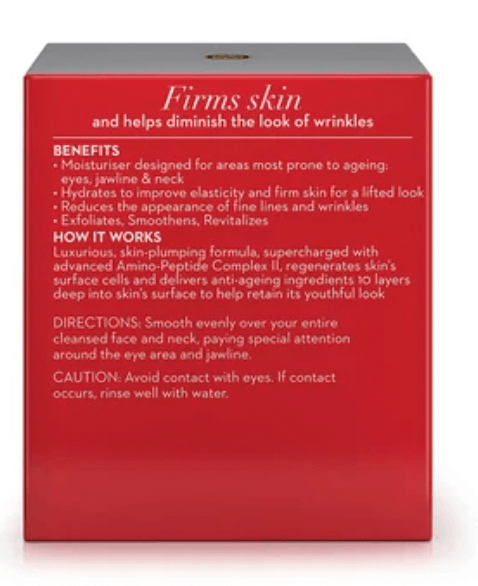 Firms skin
and helps diminish the look of wrinkles
BENEFITS
• Moisturiser designed for areas most prone to ageing:
eyes, jawline & neck
• Hydrates to improve elasticity and firm skin for a lifted look
• Reduces the appearance of fine lines and wrinkles
• Exfoliates, Smoothens, Revitalizes
HOW IT WORKS
Luxurious, skin-plumping formula, supercharged with
advanced Amino-Peptide Complex II, regenerates skin's
surface cells and delivers anti-ageing ingredients 10 layers
deep into skin's surface to help retain its youthful look
DIRECTIONS: Smooth evenly over your entire
cleansed face and neck, paying special attention
around the eye area and jawline.
CAUTION: Avoid contact with eyes. If contact
occurs, rinse well with water.